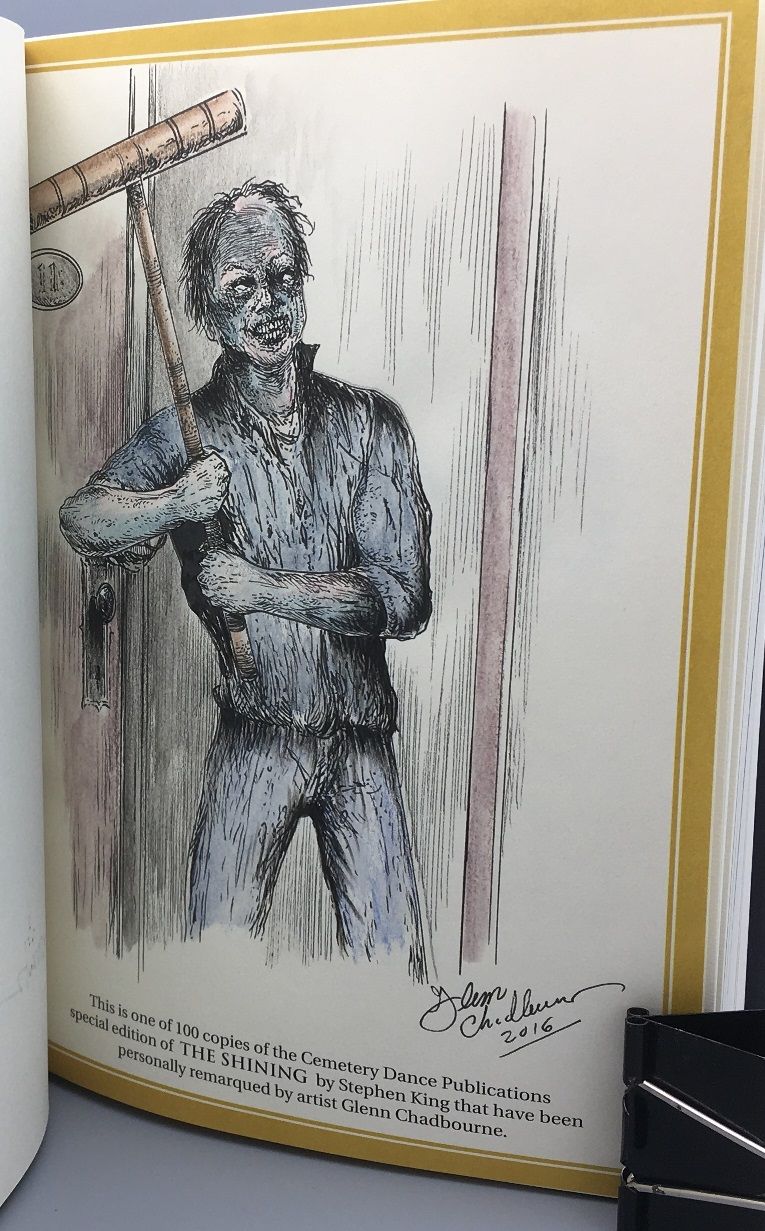 Glenn
Chadbourne
2016
This is one of 100 copies of the Cemetery Dance Publications
special edition of THE SHINING by Stephen King that have been
personally remarqued by artist Glenn Chadbourne.